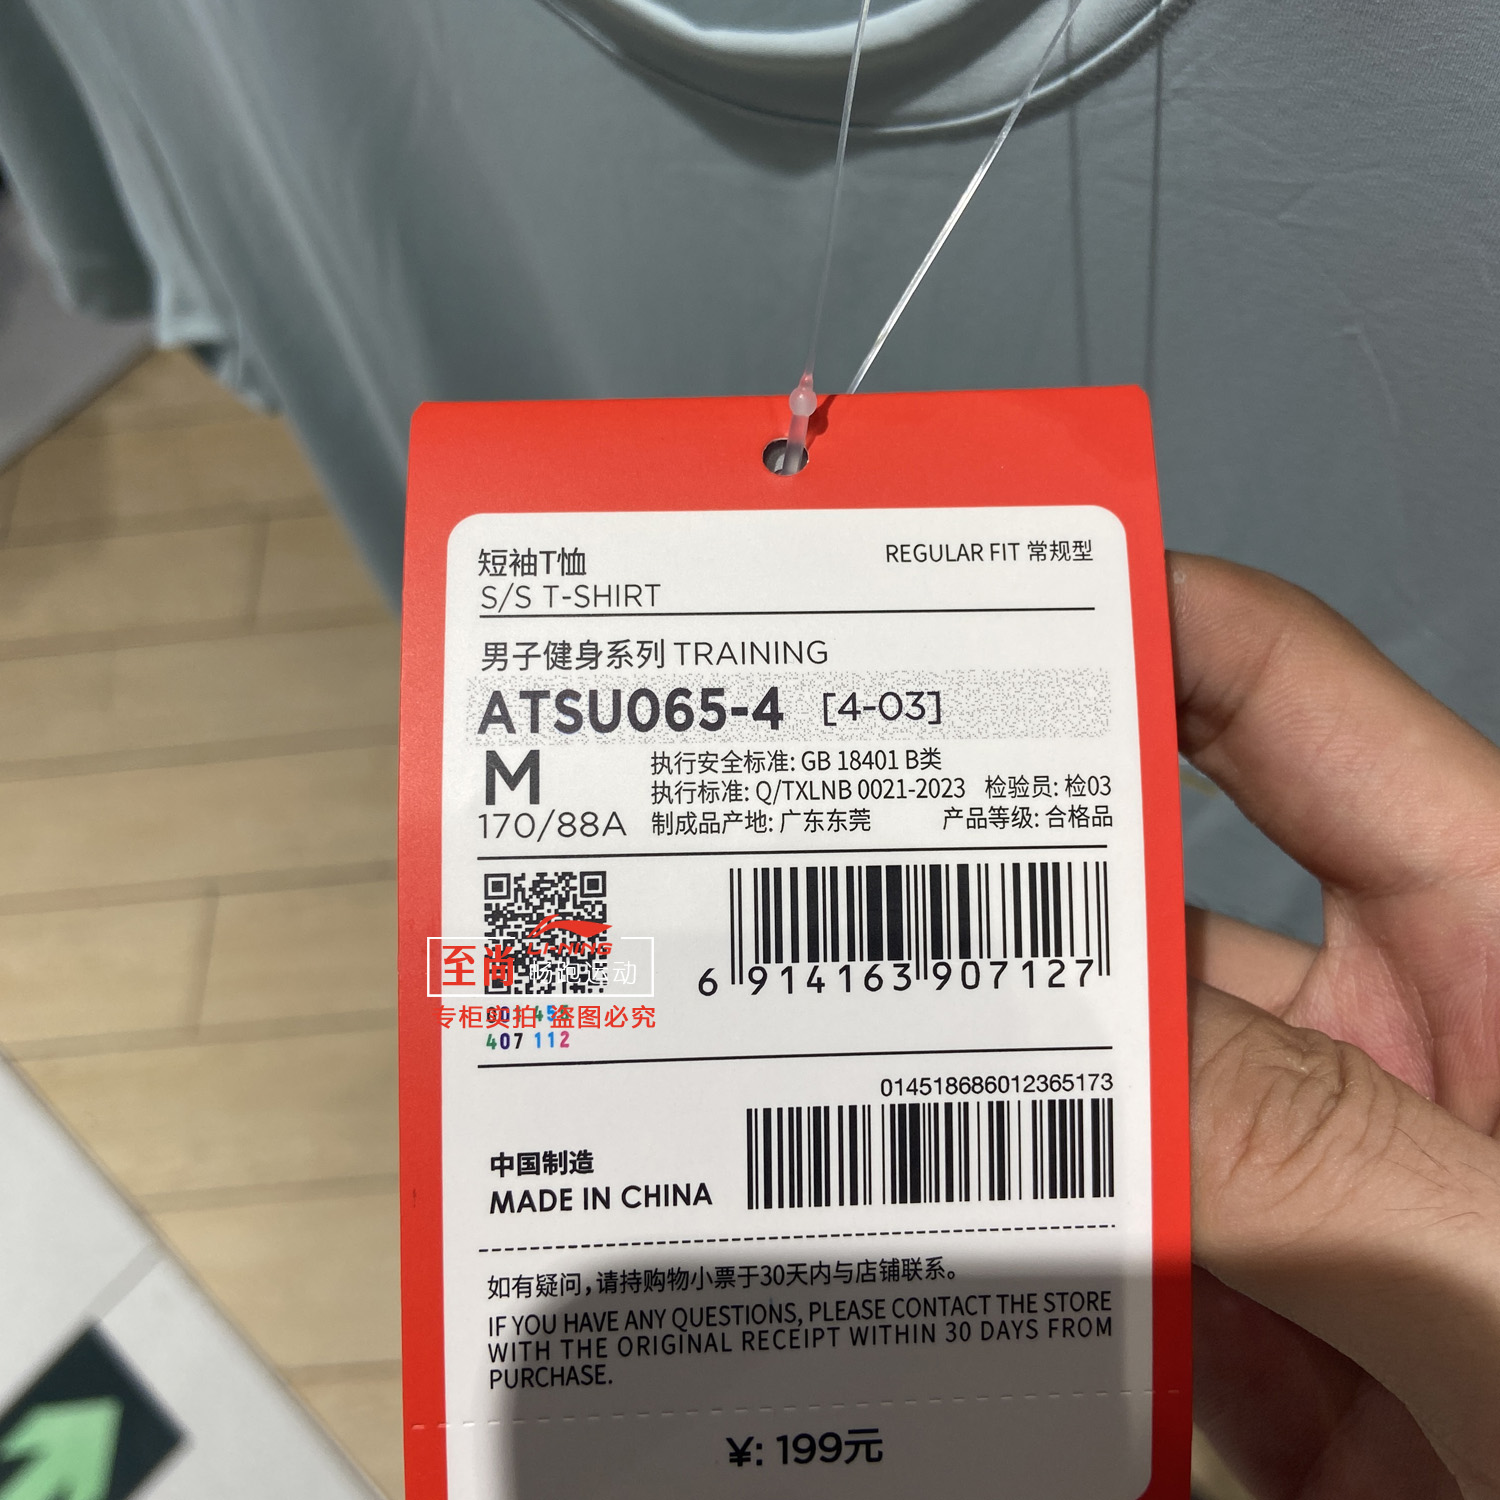 短袖T恤
REGULAR FIT 常规型
S/S T-SHIRT
男子健身系列 TRAINING
ATSU065-4 [4-03]
M
170/88A
执行安全标准: GB 18401 B类
执行标准: Q/TXLNB 0021-2023 检验员: 检03
制成品产地: 广东东莞 产品等级: 合格品
LI-NING
至尚 畅跑运动
专柜实拍 盗图必究
407 112
6 914163 907127
014518686012365173
中国制造
MADE IN CHINA
如有疑问,请持购物小票于30天内与店铺联系。
IF YOU HAVE ANY QUESTIONS, PLEASE CONTACT THE STORE
WITH THE ORIGINAL RECEIPT WITHIN 30 DAYS FROM
PURCHASE.
¥: 199元